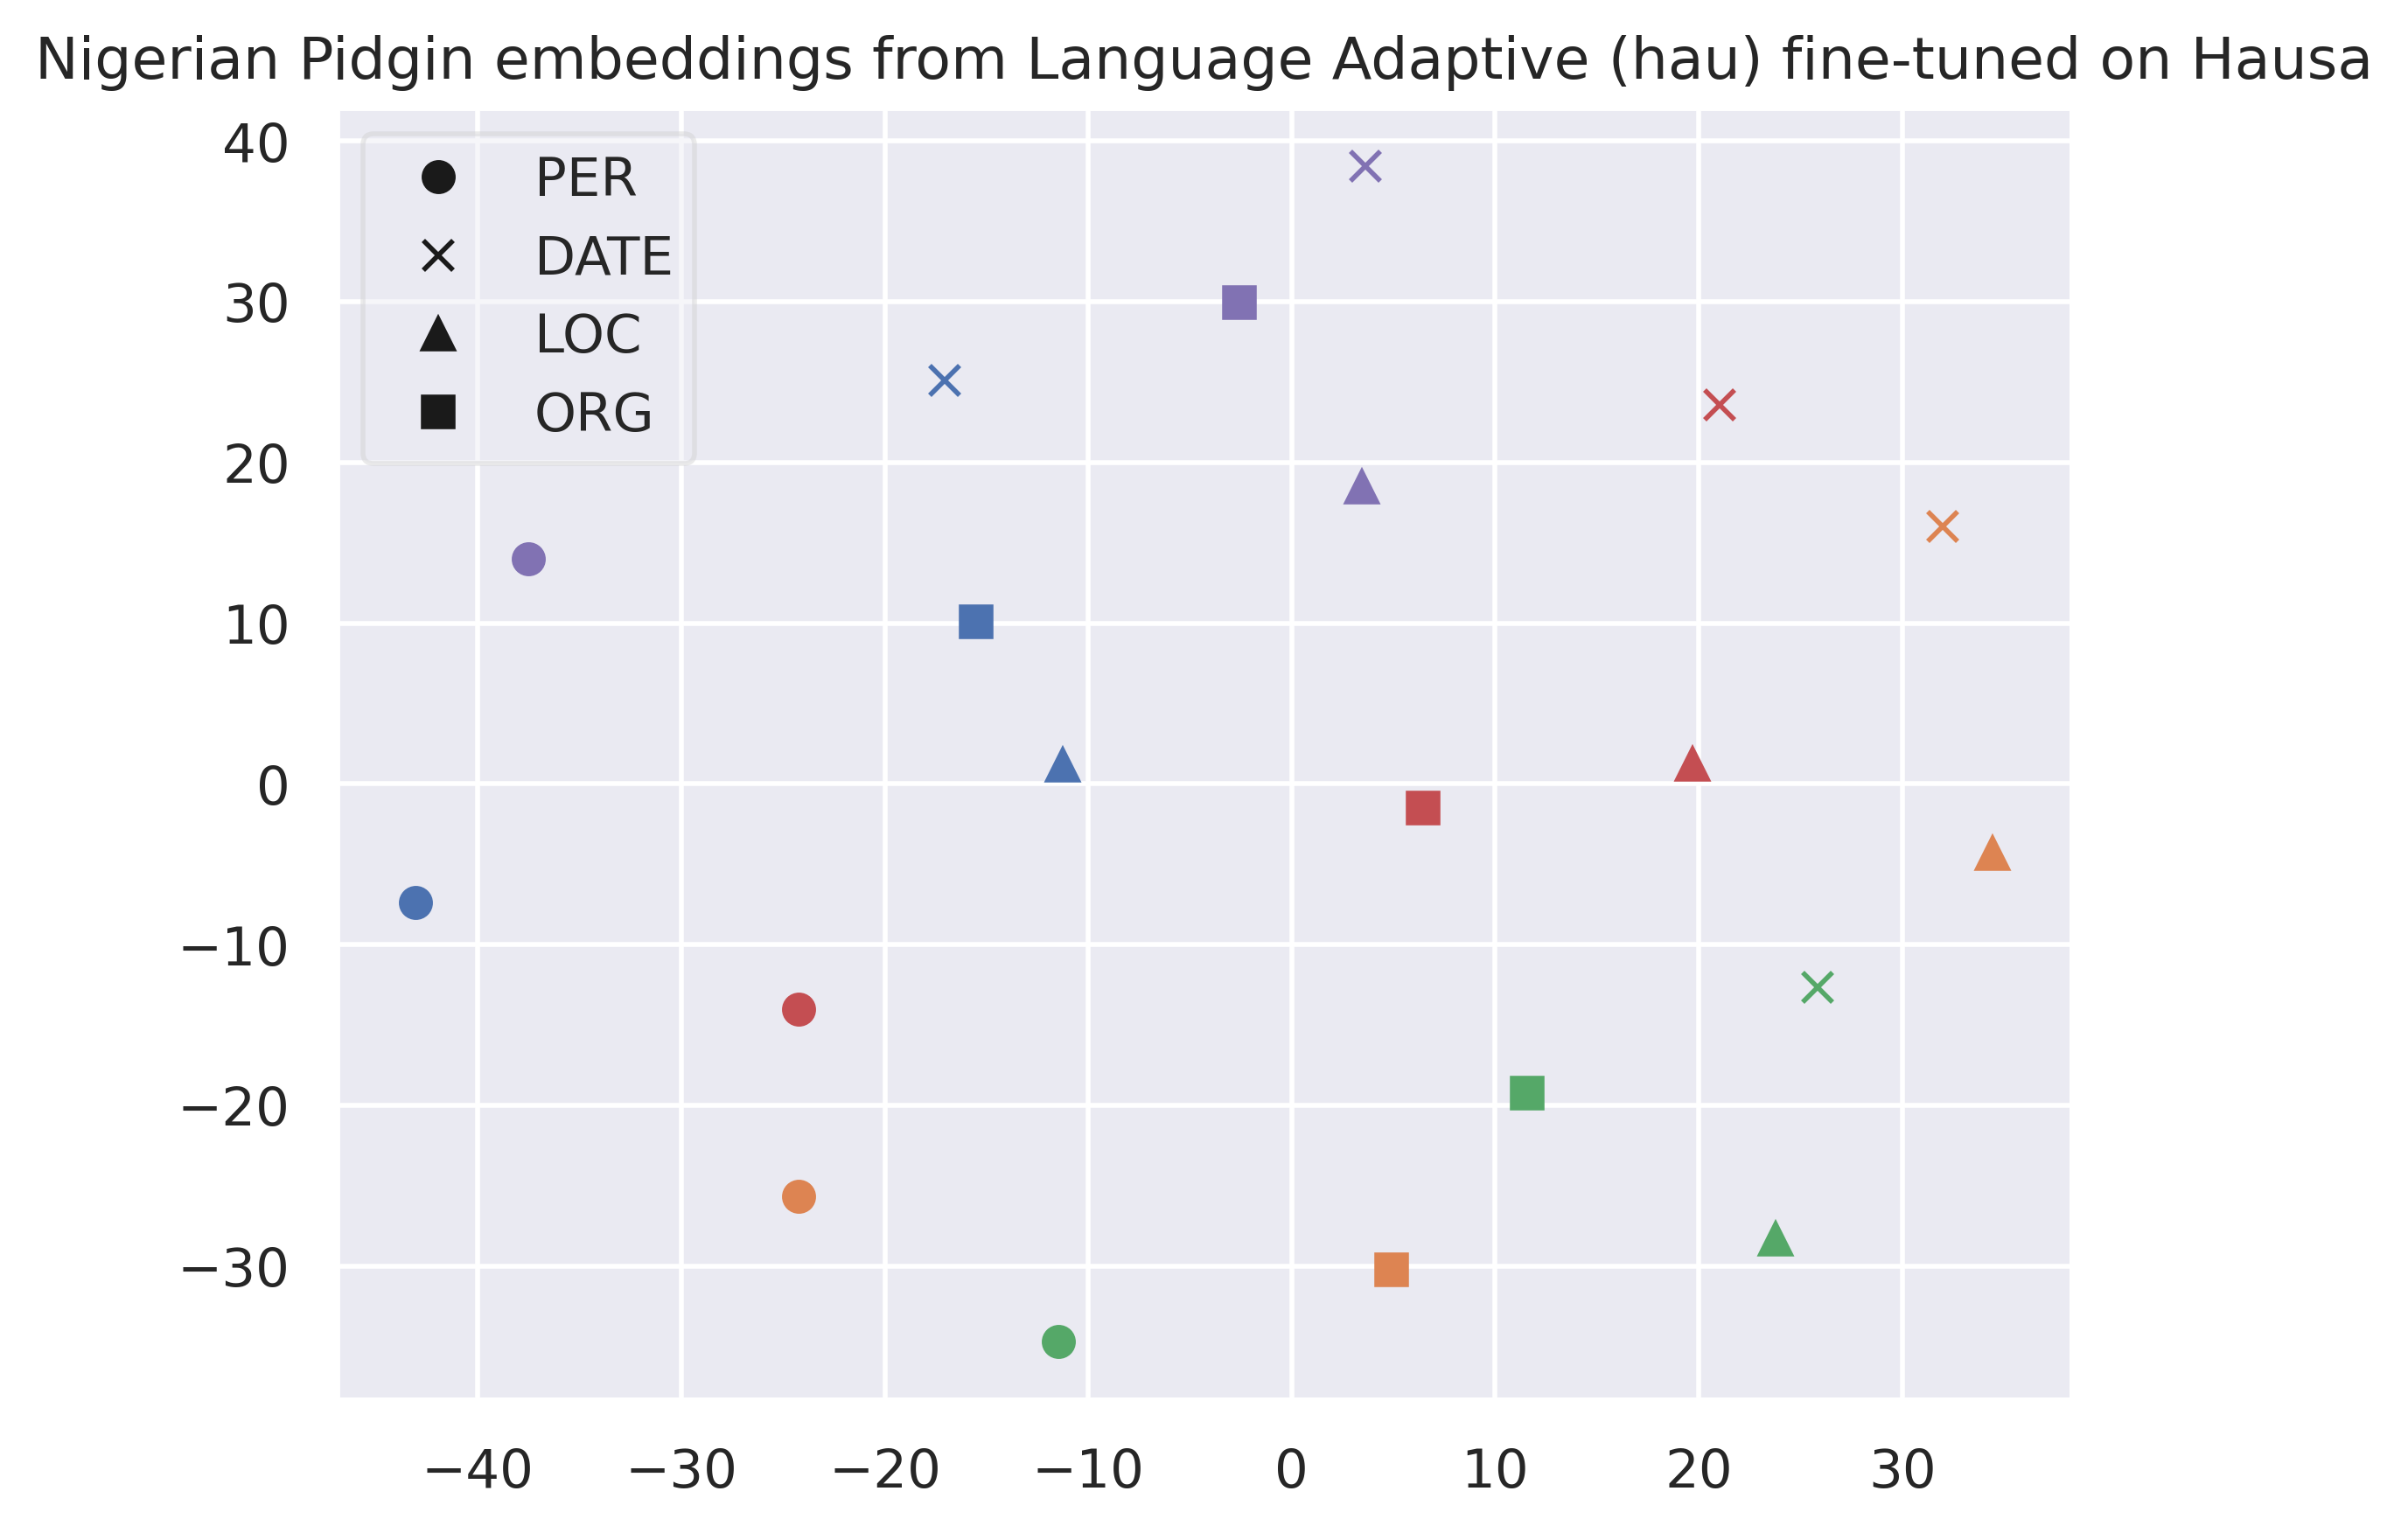 Nigerian Pidgin embeddings from Language Adaptive (hau) fine-tuned on Hausa
PER
DATE
LOC
ORG
40
30
20
10
0
−10
−20
−30
−40 −30 −20 −10 0 10 20 30